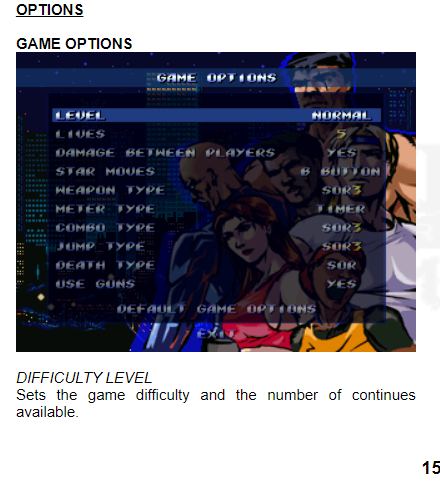 OPTIONS
GAME OPTIONS
GAME OPTIONS
LEVEL NORMAL
LIVES 5
DAMAGE BETWEEN PLAYERS YES
STAR MOVES B BUTTON
WEAPON TYPE SOR3
METER TYPE TIMER
COMBO TYPE SOR3
JUMP TYPE SOR3
DEATH TYPE SOR
USE GUNS YES
DEFAULT GAME OPTIONS
EXIT
DIFFICULTY LEVEL
Sets the game difficulty and the number of continues
available.
15